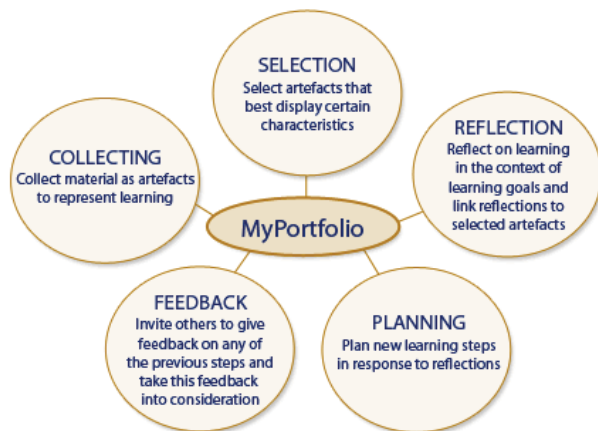 SELECTION
Select artefacts that
best display certain
characteristics
COLLECTING
Collect material as artefacts
to represent learning
REFLECTION
Reflect on learning
in the context of
learning goals and
link reflections to
selected artefacts
MyPortfolio
FEEDBACK
Invite others to give
feedback on any of
the previous steps and
take this feedback
into consideration
PLANNING
Plan new learning steps
in response to reflections